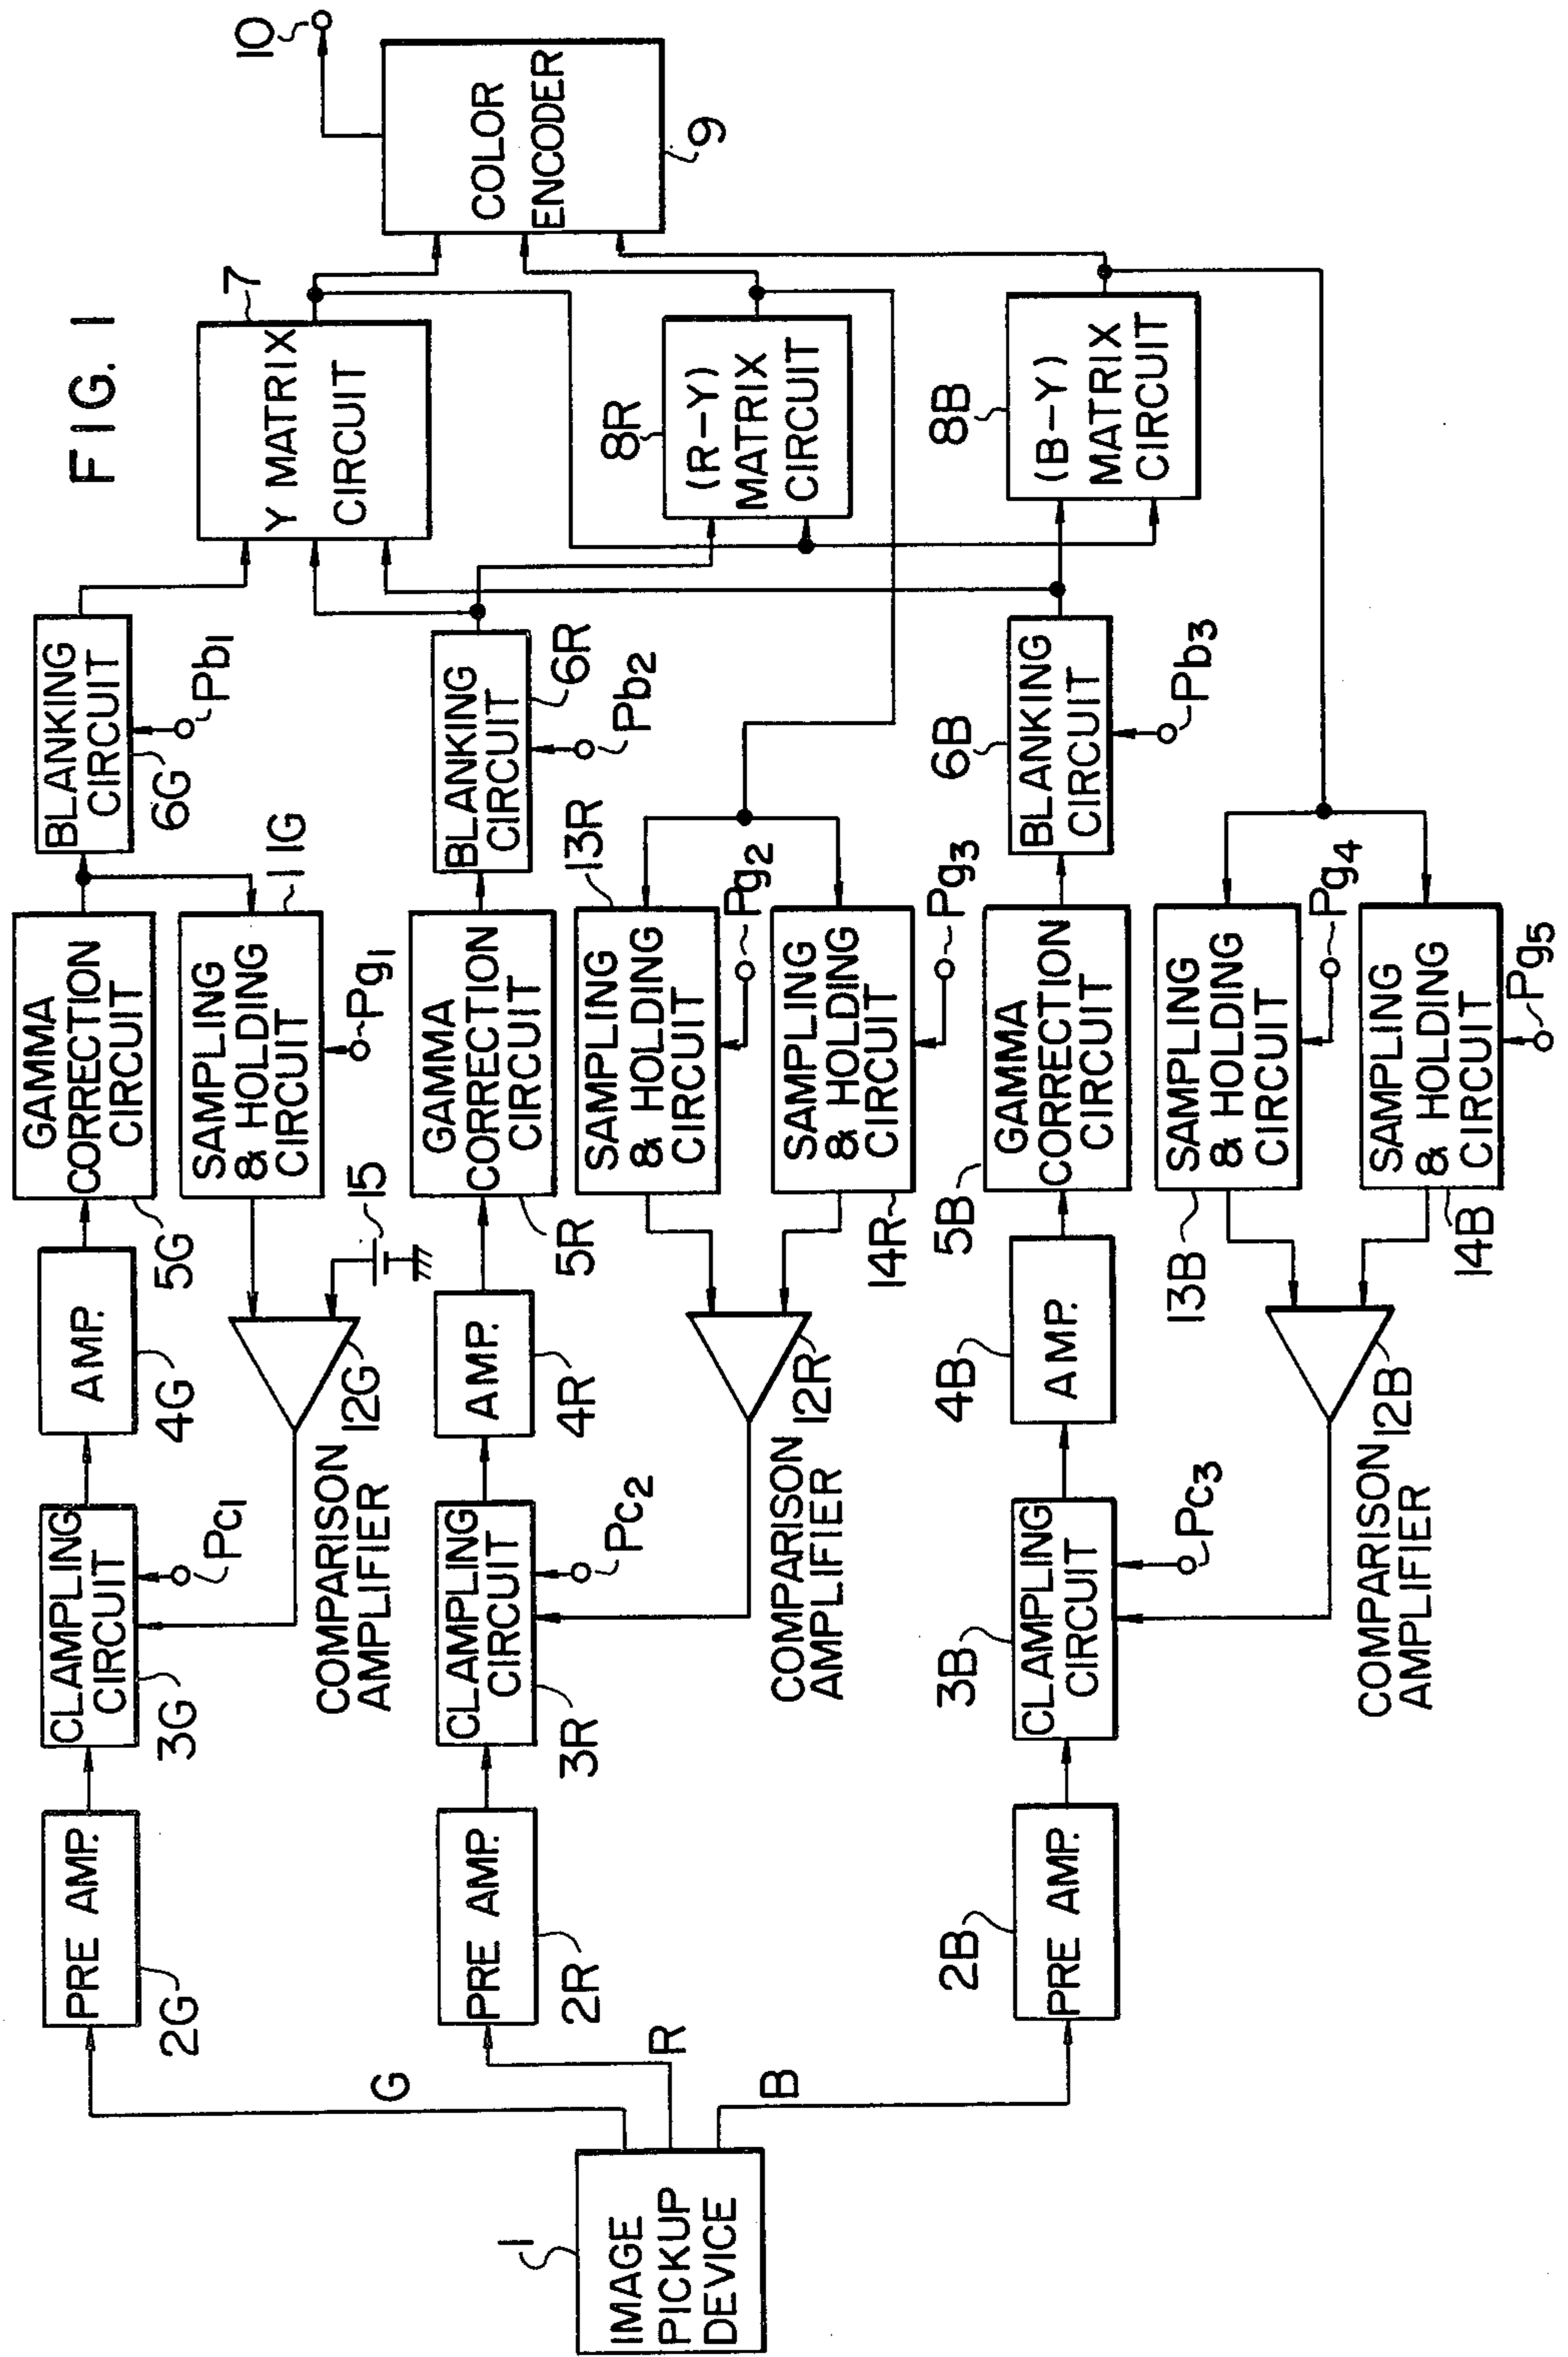 FIG. 1
1
IMAGE
PICKUP
DEVICE
G
R
B
PRE AMP.
2G
CLAMPLING
CIRCUIT
3G
Pc1
AMP.
4G
GAMMA
CORRECTION
CIRCUIT
5G
BLANKING
CIRCUIT
6G
Pb1
SAMPLING
& HOLDING
CIRCUIT
11G
Pg1
15
12G
COMPARISON
AMPLIFIER
Y MATRIX
CIRCUIT
7
COLOR
ENCODER
9
10
PRE AMP.
2R
CLAMPLING
CIRCUIT
3R
Pc2
AMP.
4R
GAMMA
CORRECTION
CIRCUIT
5R
BLANKING
CIRCUIT
6R
Pb2
8R
(R-Y)
MATRIX
CIRCUIT
SAMPLING
& HOLDING
CIRCUIT
13R
Pg2
SAMPLING
& HOLDING
CIRCUIT
14R
Pg3
12R
COMPARISON
AMPLIFIER
2B
PRE AMP.
3B
CLAMPLING
CIRCUIT
Pc3
4B
AMP.
5B
GAMMA
CORRECTION
CIRCUIT
6B
BLANKING
CIRCUIT
Pb3
8B
(B-Y)
MATRIX
CIRCUIT
SAMPLING
& HOLDING
CIRCUIT
13B
Pg4
SAMPLING
& HOLDING
CIRCUIT
14B
Pg5
12B
COMPARISON
AMPLIFIER